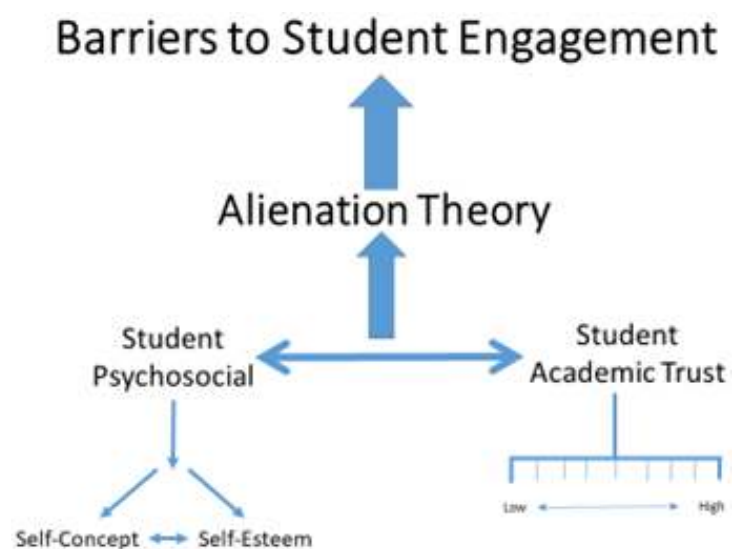 Barriers to Student Engagement
Alienation Theory
Student
Psychosocial
Student
Academic Trust
Low
High
Self-Concept
Self-Esteem